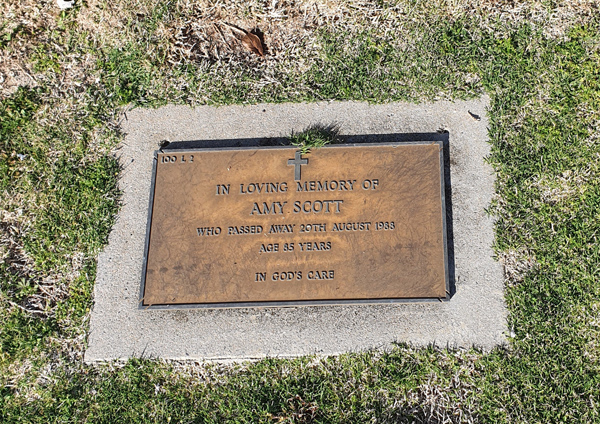 100 L 2
IN LOVING MEMORY OF
AMY SCOTT
WHO PASSED AWAY 20TH AUGUST 1988
AGE 85 YEARS
IN GOD'S CARE